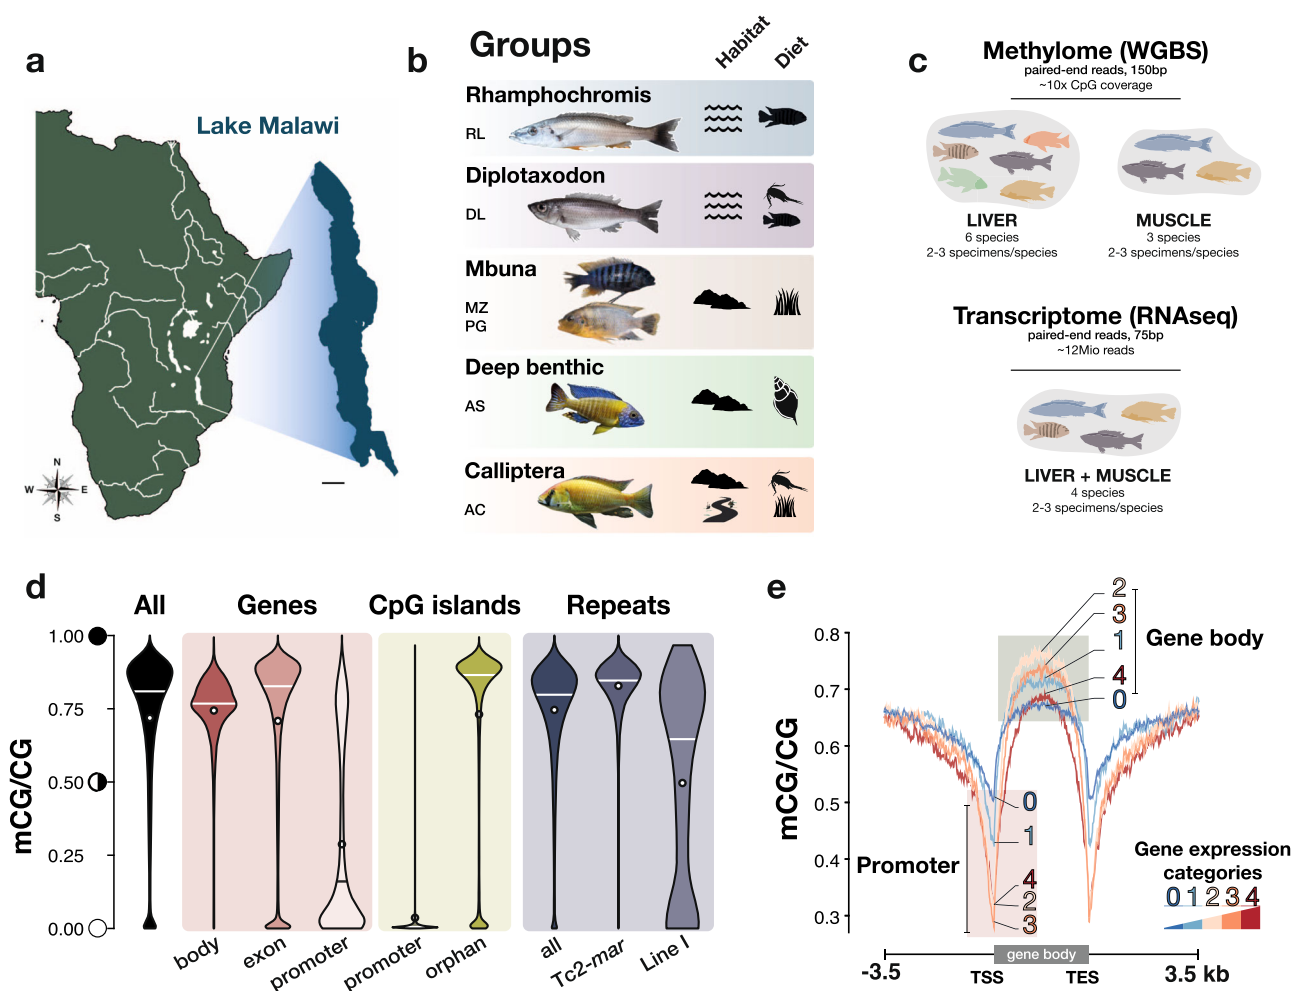 a
Lake Malawi
N
W
E
S
b
Groups
Habitat
Diet
Rhamphochromis
RL
Diplotaxodon
DL
Mbuna
MZ
PG
Deep benthic
AS
Calliptera
AC
c
Methylome (WGBS)
paired-end reads, 150bp
~10x CpG coverage
LIVER
6 species
2-3 specimens/species
MUSCLE
3 species
2-3 specimens/species
Transcriptome (RNAseq)
paired-end reads, 75bp
~12Mio reads
LIVER + MUSCLE
4 species
2-3 specimens/species
d
All
Genes
CpG islands
Repeats
mCG/CG
1.00
0.75
0.50
0.25
0.00
body
exon
promoter
promoter
orphan
all
Tc2-mar
Line I
e
mCG/CG
0.8
0.7
0.6
0.5
0.4
0.3
2
3
1
4
0
Gene body
0
1
4
2
3
Promoter
Gene expression
categories
0 1 2 3 4
gene body
-3.5
TSS
TES
3.5 kb